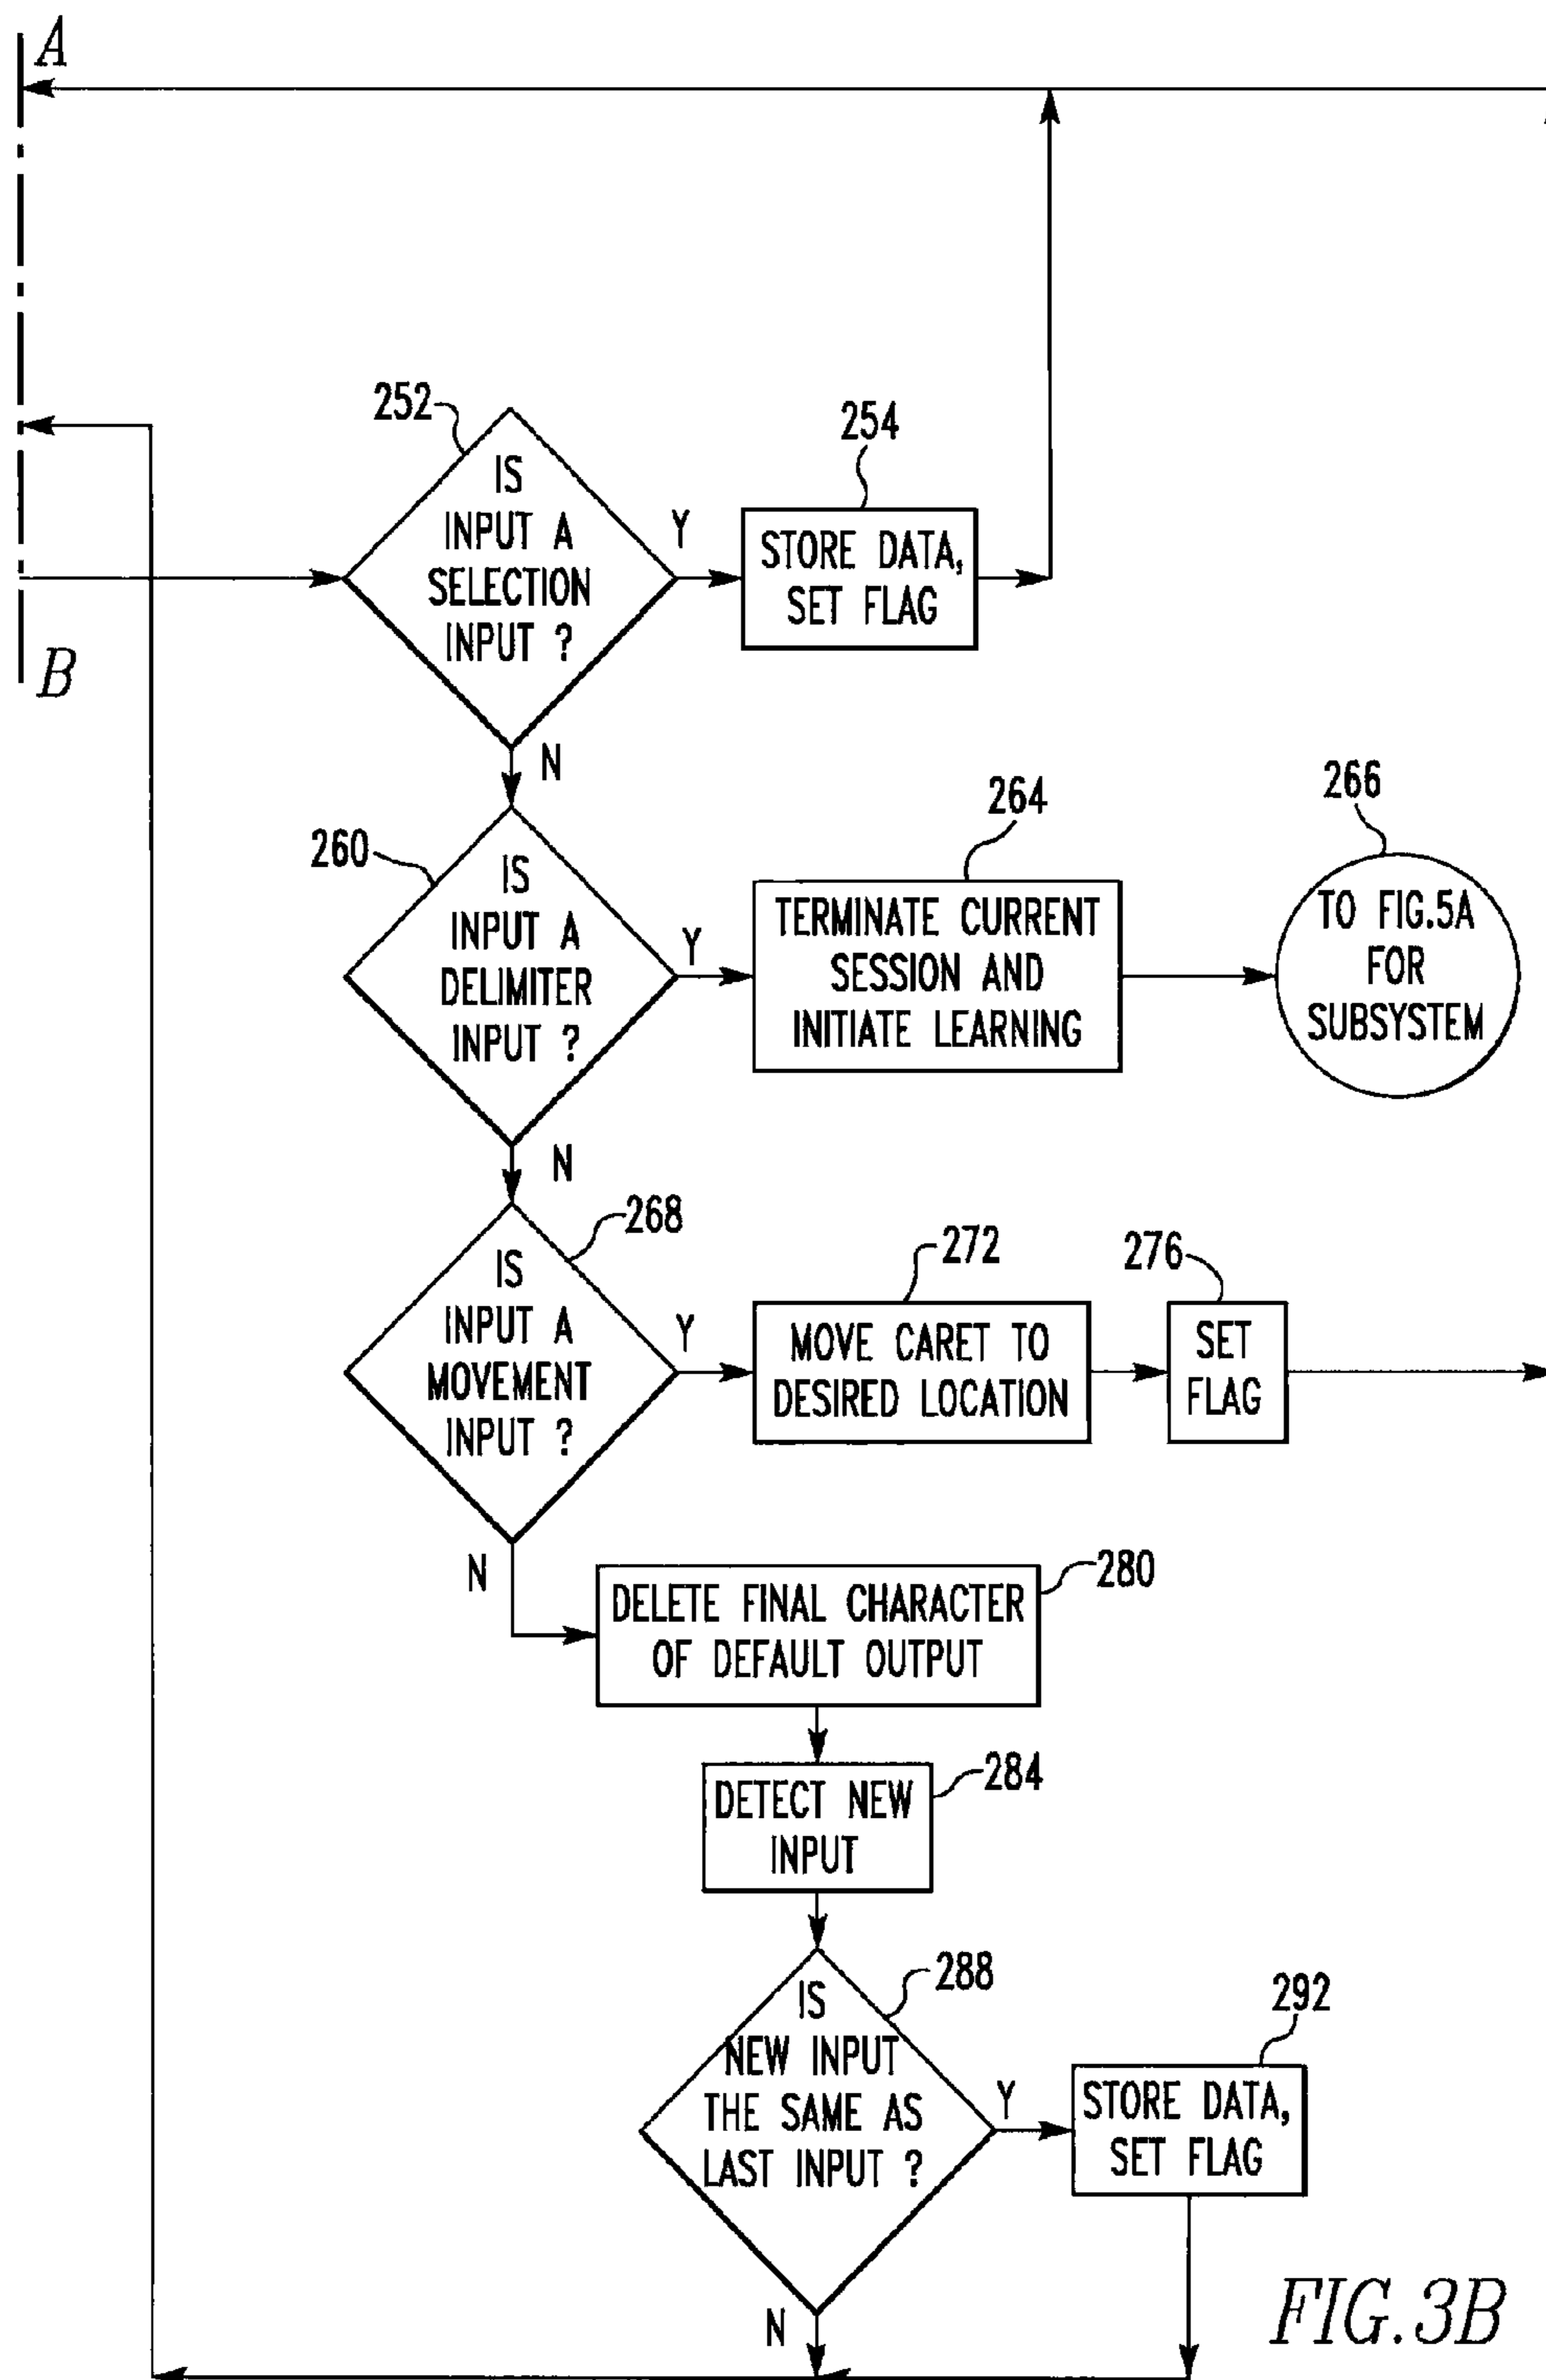 A
252
IS
INPUT A
SELECTION
INPUT ?
Y
254
STORE DATA,
SET FLAG
B
N
260
IS
INPUT A
DELIMITER
INPUT ?
Y
264
TERMINATE CURRENT
SESSION AND
INITIATE LEARNING
266
TO FIG.5A
FOR
SUBSYSTEM
N
268
IS
INPUT A
MOVEMENT
INPUT ?
Y
272
MOVE CARET TO
DESIRED LOCATION
276
SET
FLAG
N
280
DELETE FINAL CHARACTER
OF DEFAULT OUTPUT
284
DETECT NEW
INPUT
288
IS
NEW INPUT
THE SAME AS
LAST INPUT ?
Y
292
STORE DATA,
SET FLAG
N
FIG.3B